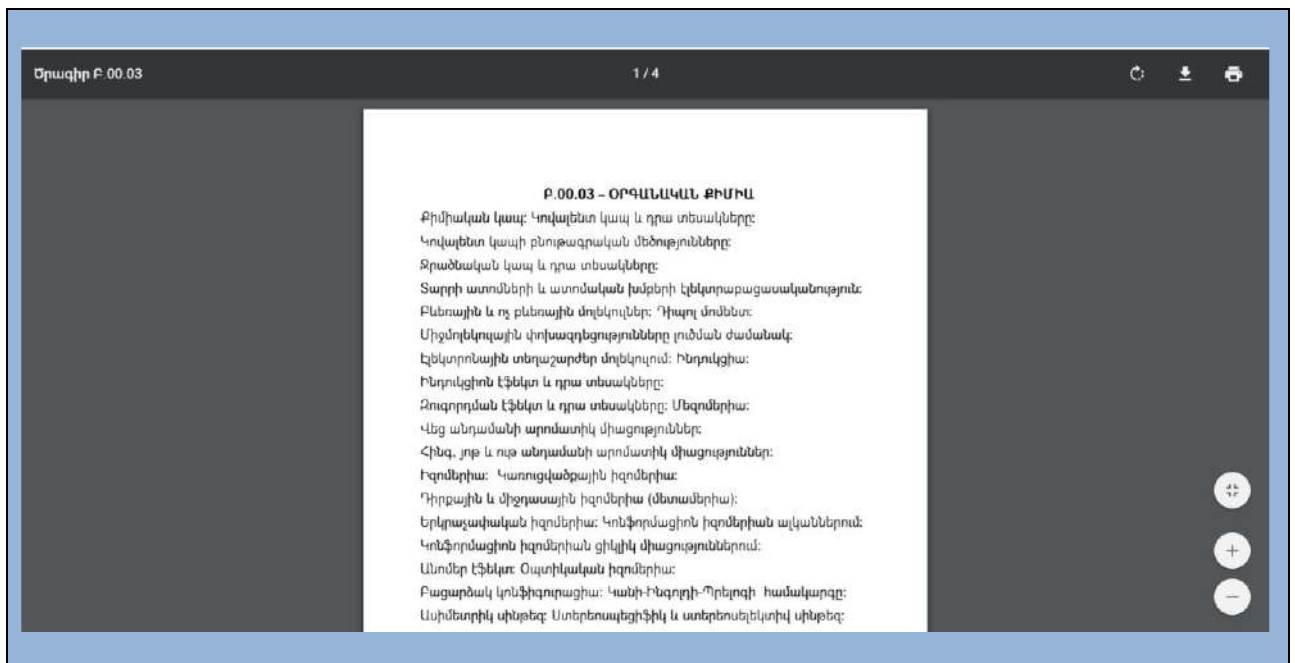 Ծրագիր Բ.00.03
1 / 4
Բ.00.03 – ՕՐԳԱՆԱԿԱՆ ՔԻՄԻԱ
Քիմիական կապ: Կովալենտ կապ և դրա տեսակները:
Կովալենտ կապի բնութագրական մեծությունները:
Ջրածնական կապ և դրա տեսակները:
Տարրի ատոմների և ատոմական խմբերի էլեկտրաբացասականություն:
Բևեռային և ոչ բևեռային մոլեկուլներ: Դիպոլ մոմենտ:
Միջմոլեկուլային փոխազդեցությունները լուծման ժամանակ:
Էլեկտրոնային տեղաշարժեր մոլեկուլում: Ինդուկցիա:
Ինդուկցիոն էֆեկտ և դրա տեսակները:
Զուգորդման էֆեկտ և դրա տեսակները: Մեզոմերիա:
Վեց անդամանի արոմատիկ միացություններ:
Հինգ, յոթ և ութ անդամանի արոմատիկ միացություններ:
Իզոմերիա: Կառուցվածքային իզոմերիա:
Դիրքային և միջդասային իզոմերիա (մետամերիա):
Երկրաչափական իզոմերիա: Կոնֆորմացիոն իզոմերիան ալկաններում:
Կոնֆորմացիոն իզոմերիան ցիկլիկ միացություններում:
Անոմեր էֆեկտ: Օպտիկական իզոմերիա:
Բացարձակ կոնֆիգուրացիա: Կանի-Ինգոլդի-Պրելոգի համակարգը:
Ասիմետրիկ սինթեզ: Ստերեոսպեցիֆիկ և ստերեոսելեկտիվ սինթեզ: